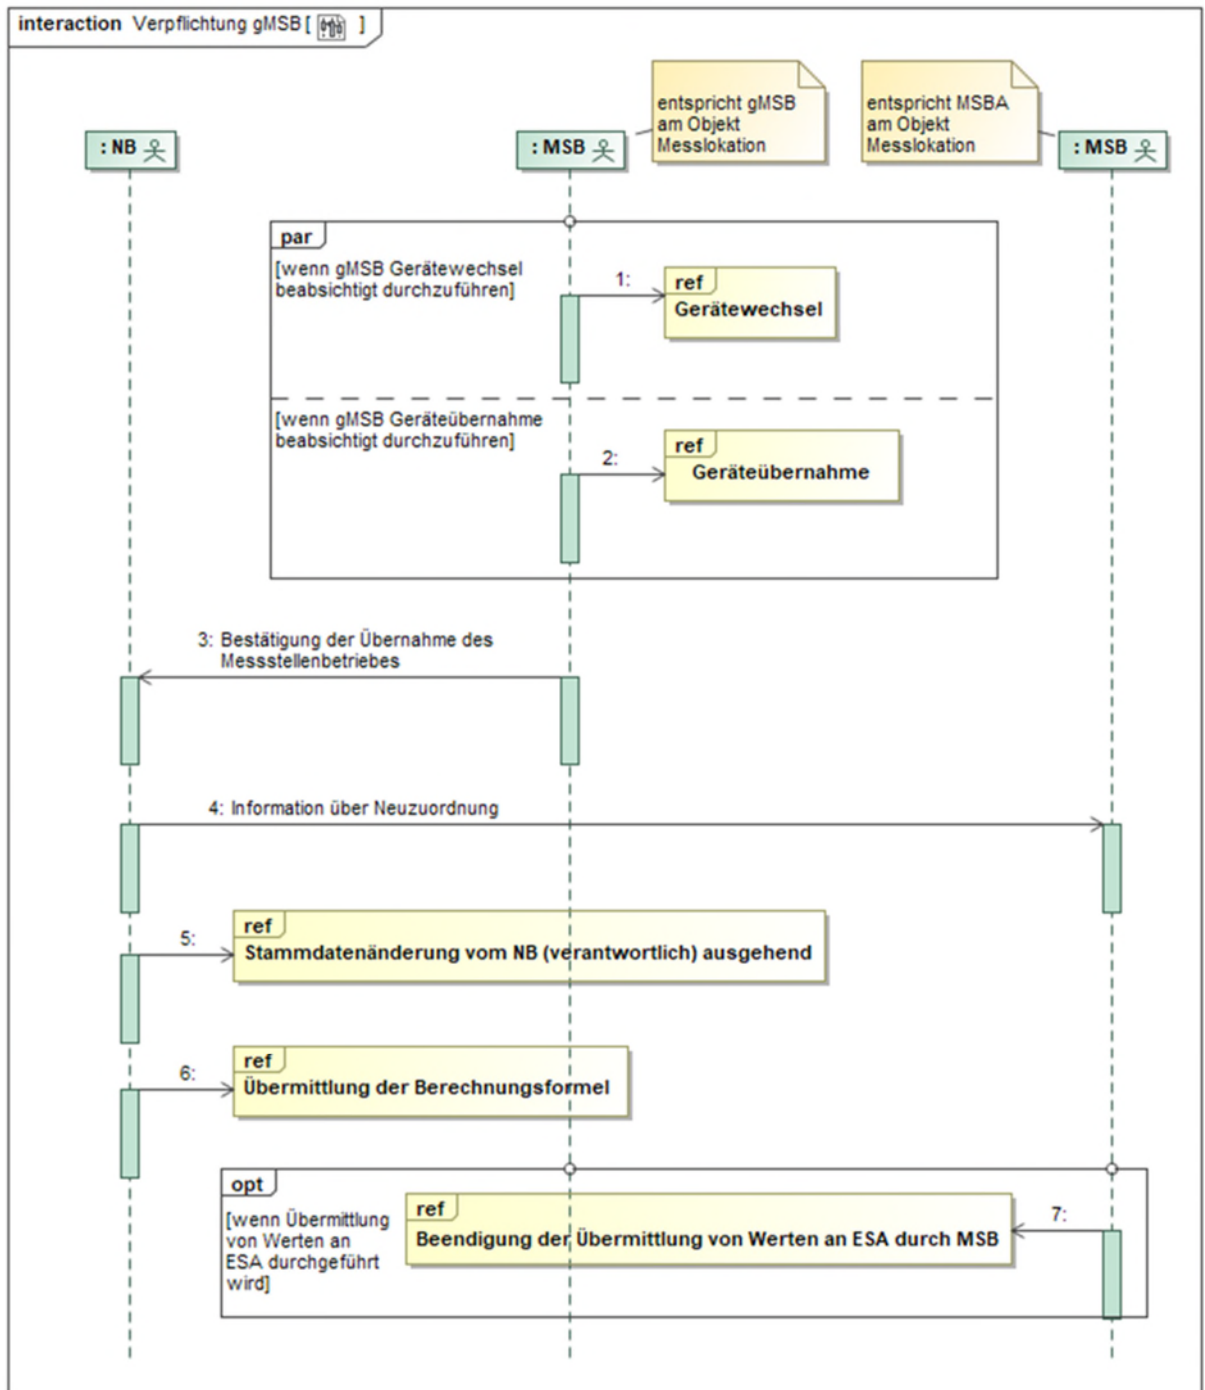 interaction Verpflichtung gMSB [ ]
entspricht gMSB
am Objekt
Messlokation
entspricht MSBA
am Objekt
Messlokation
: NB
: MSB
: MSB
par
[wenn gMSB Gerätewechsel
beabsichtigt durchzuführen]
1:
ref
Gerätewechsel
[wenn gMSB Geräteübernahme
beabsichtigt durchzuführen]
2:
ref
Geräteübernahme
3: Bestätigung der Übernahme des
Messstellenbetriebes
4: Information über Neuzuordnung
5:
ref
Stammdatenänderung vom NB (verantwortlich) ausgehend
6:
ref
Übermittlung der Berechnungsformel
opt
[wenn Übermittlung
von Werten an
ESA durchgeführt
wird]
ref
Beendigung der Übermittlung von Werten an ESA durch MSB
7: